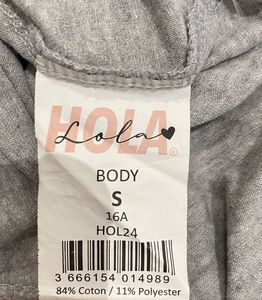 HOLA®
Lola
BODY
S
16A
HOL24
3 666154 014989
84% Coton / 11% Polyester